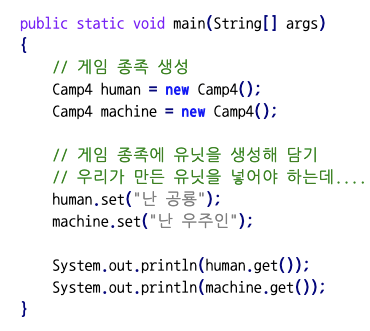 public static void main(String[] args)
{
// 게임 종족 생성
Camp4 human = new Camp4();
Camp4 machine = new Camp4();
// 게임 종족에 유닛을 생성해 담기
// 우리가 만든 유닛을 넣어야 하는데....
human.set("난 공룡");
machine.set("난 우주인");
System.out.println(human.get());
System.out.println(machine.get());
}